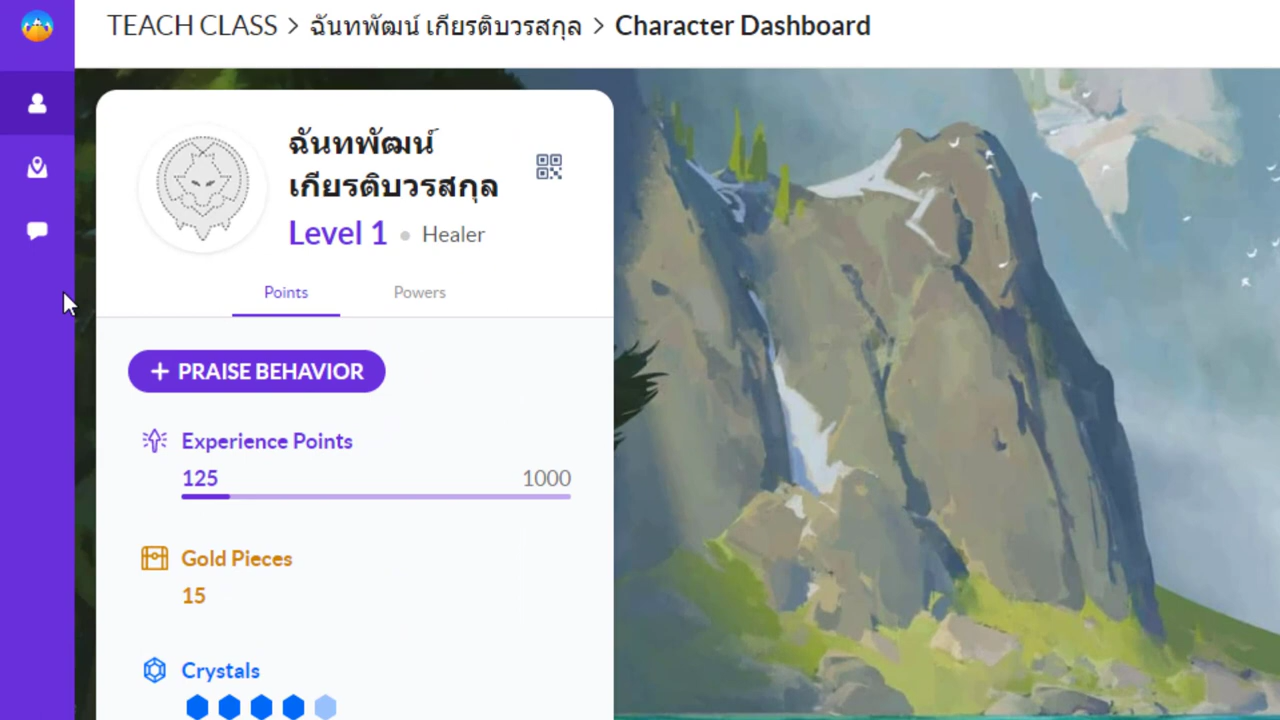 TEACH CLASS > ฉันทพัฒน์ เกียรติบวรสกุล > Character Dashboard
ฉันทพัฒน์
เกียรติบวรสกุล
Level 1 • Healer
Points Powers
+ PRAISE BEHAVIOR
Experience Points
125 1000
Gold Pieces
15
Crystals